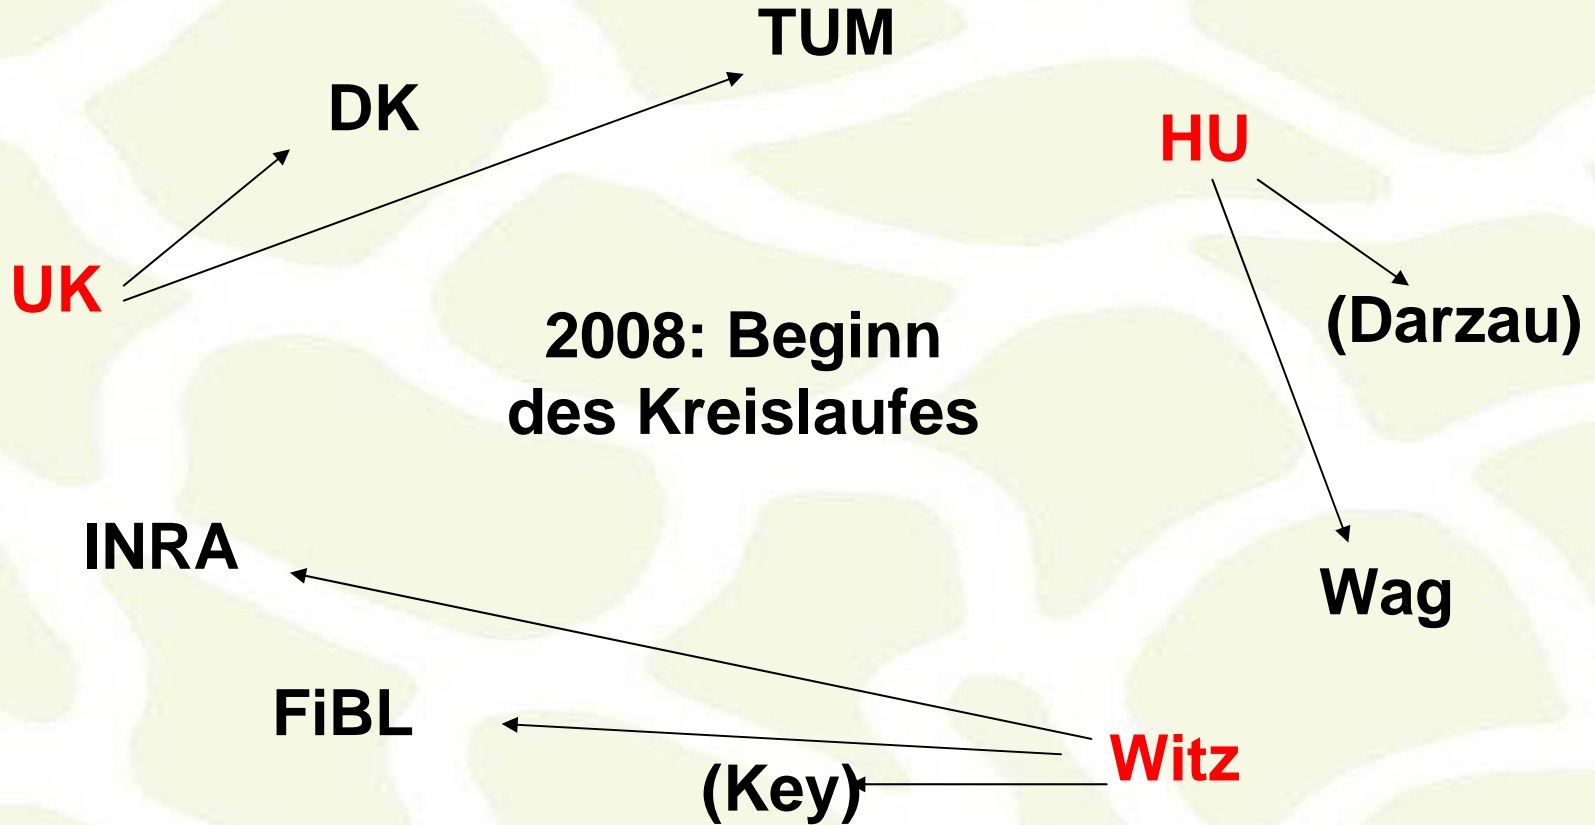 TUM
DK
HU
UK
(Darzau)
2008: Beginn
des Kreislaufes
INRA
Wag
FiBL
Witz
(Key)